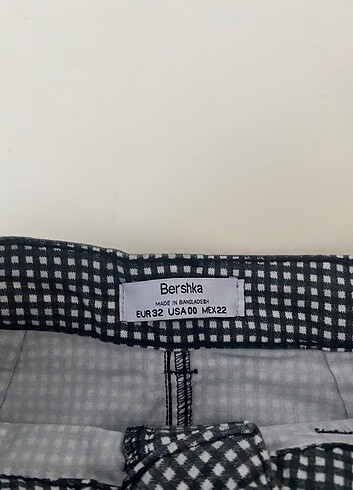 Bershka
MADE IN BANGLADESH
EUR 32 USA 00 MEX 22